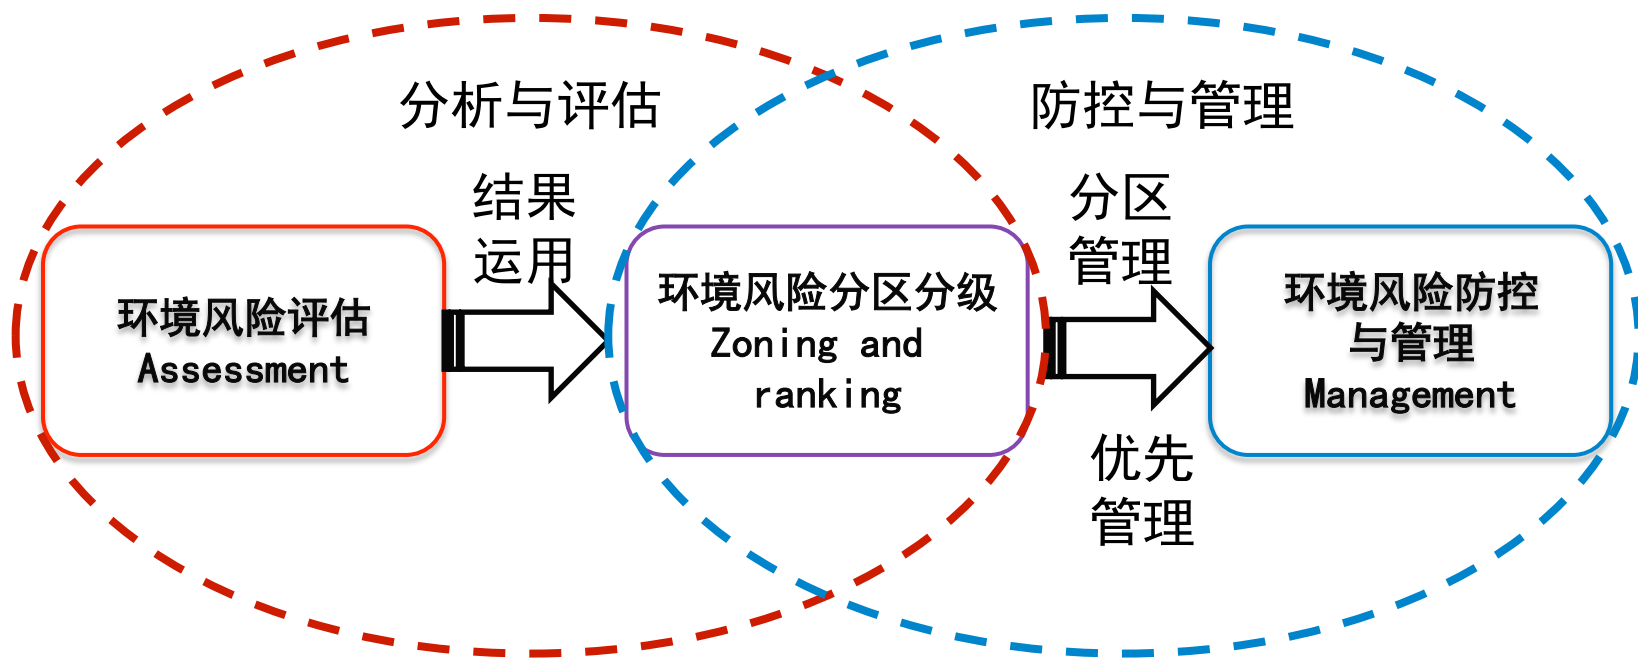 分析与评估
防控与管理
结果
运用
分区
管理
环境风险评估
Assessment
环境风险分区分级
Zoning and
ranking
环境风险防控
与管理
Management
优先
管理